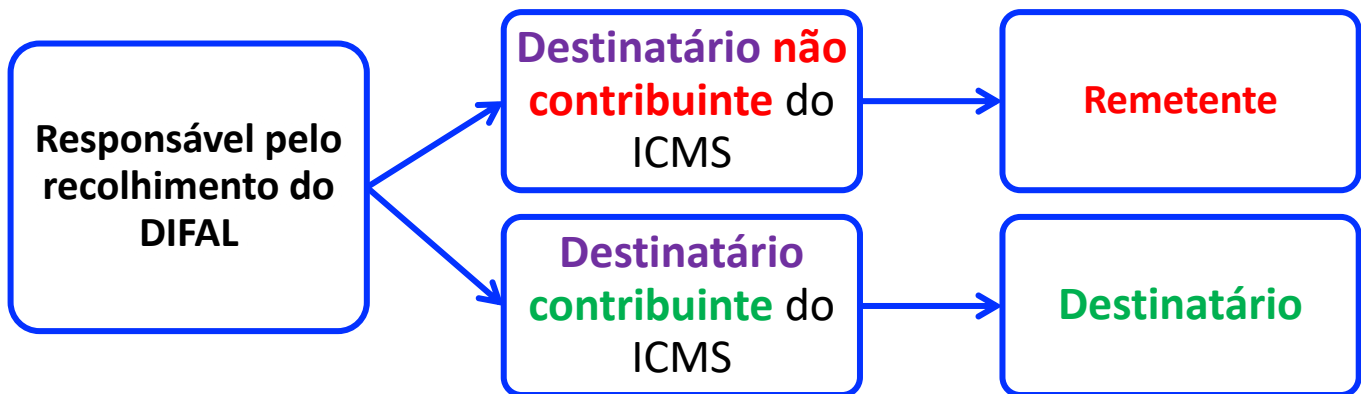 Responsável pelo
recolhimento do
DIFAL
Destinatário não
contribuinte do
ICMS
Remetente
Destinatário
contribuinte do
ICMS
Destinatário